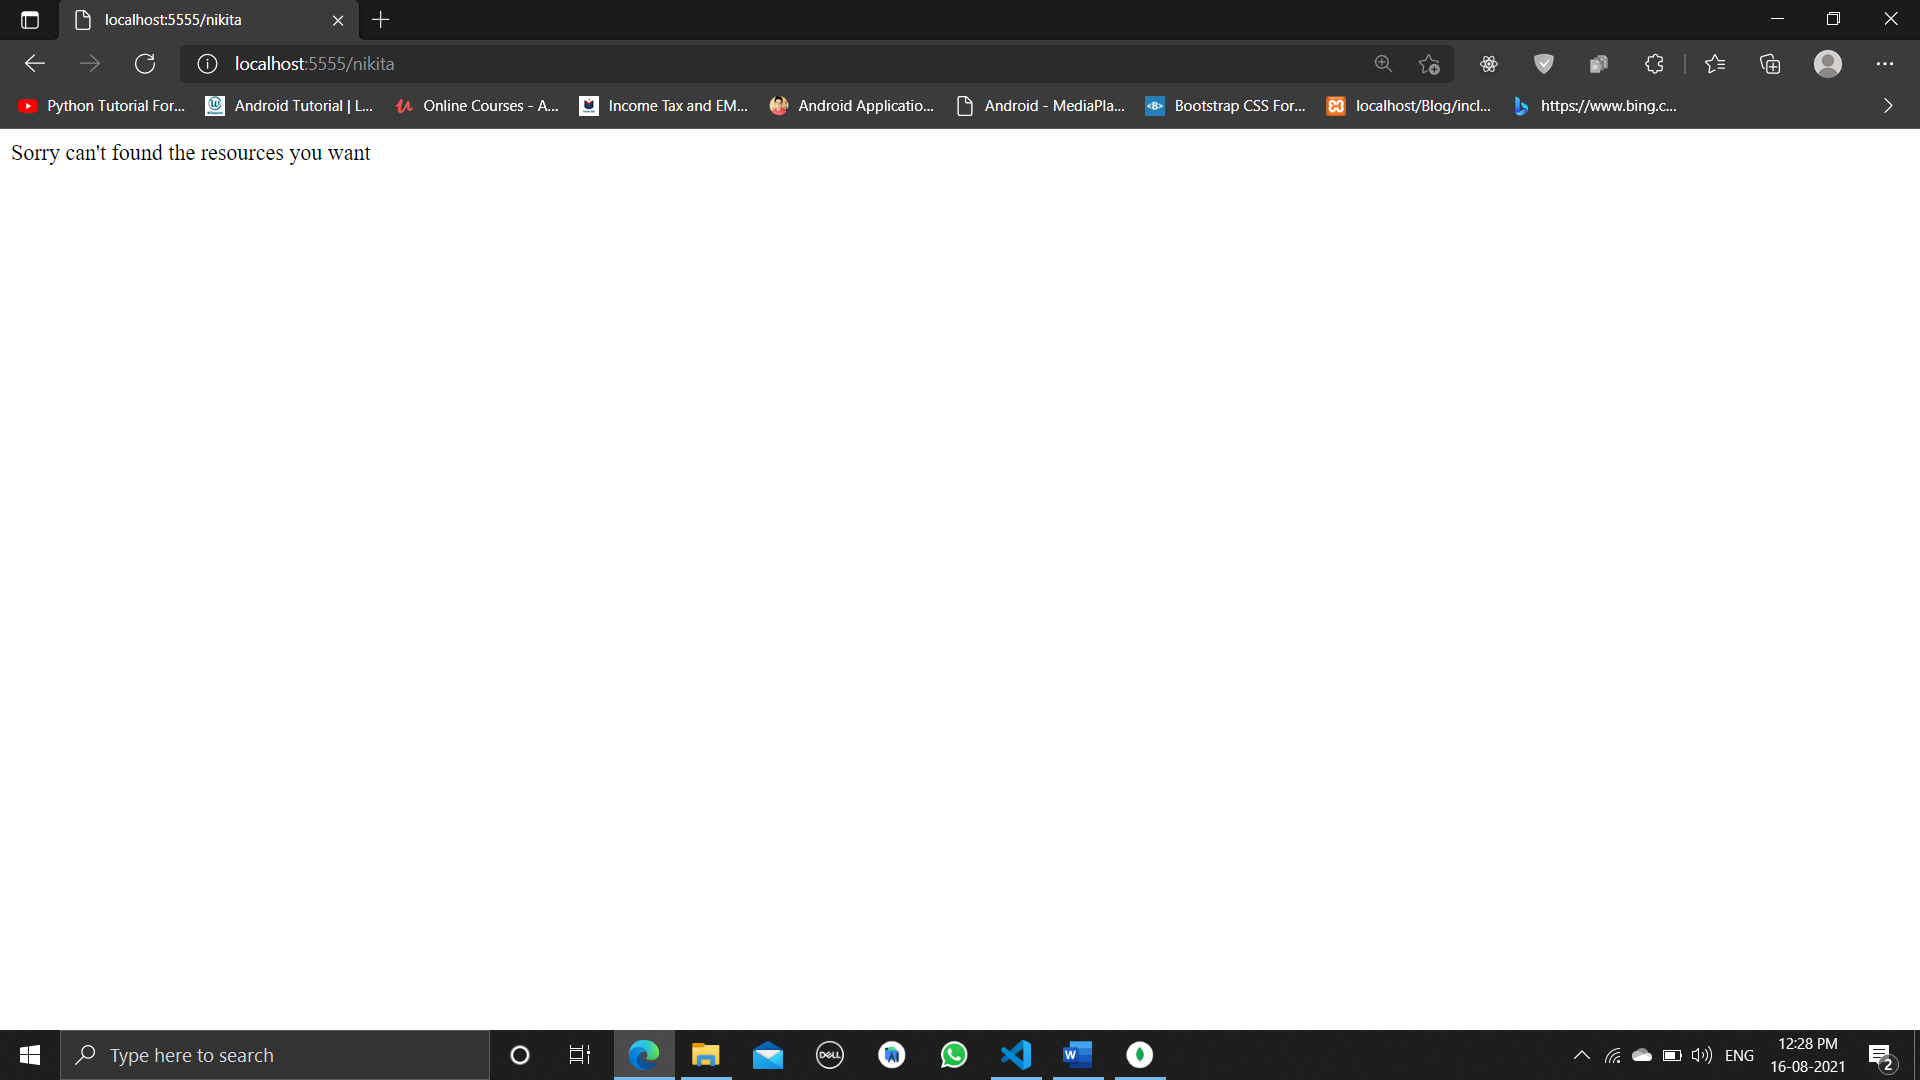 localhost:5555/nikita
localhost:5555/nikita
Python Tutorial For... Android Tutorial | L... Online Courses - A... Income Tax and EM... Android Applicatio... Android - MediaPla... Bootstrap CSS For... localhost/Blog/incl... https://www.bing.c...
Sorry can't found the resources you want
Type here to search
DELL
W
ENG
12:28 PM
16-08-2021
2